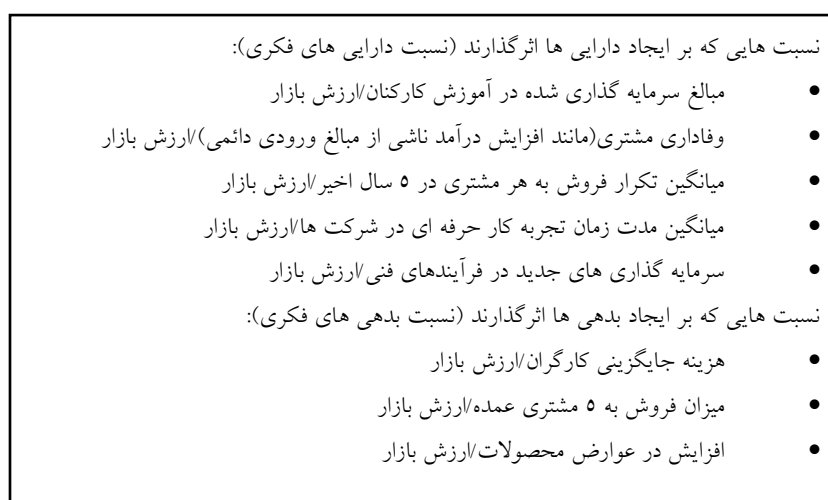 نسبت هایی که بر ایجاد دارایی ها اثرگذارند (نسبت دارایی های فکری):
• مبالغ سرمایه گذاری شده در آموزش کارکنان/ارزش بازار
• وفاداری مشتری(مانند افزایش درآمد ناشی از مبالغ ورودی دائمی)/ارزش بازار
• میانگین تکرار فروش به هر مشتری در ۵ سال اخیر/ارزش بازار
• میانگین مدت زمان تجربه کار حرفه ای در شرکت ها/ارزش بازار
• سرمایه گذاری های جدید در فرآیندهای فنی/ارزش بازار
نسبت هایی که بر ایجاد بدهی ها اثرگذارند (نسبت بدهی های فکری):
• هزینه جایگزینی کارگران/ارزش بازار
• میزان فروش به ۵ مشتری عمده/ارزش بازار
• افزایش در عوارض محصولات/ارزش بازار